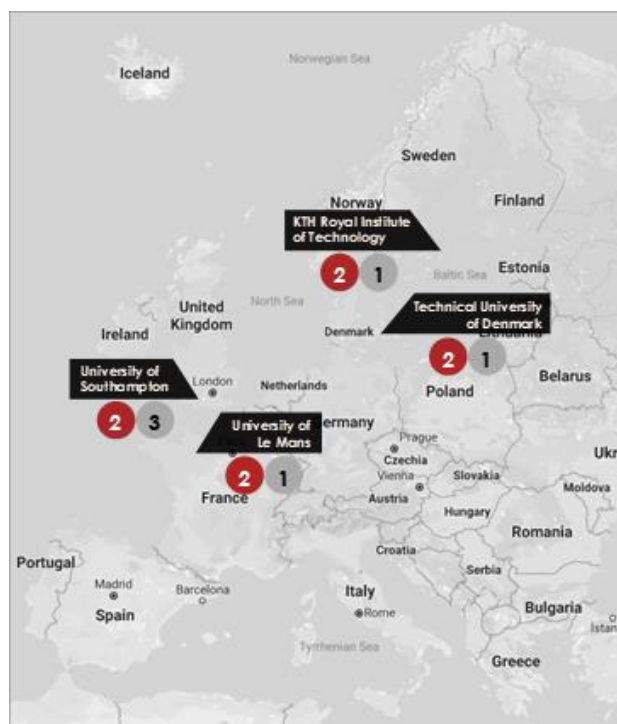 Norwegian Sea
Iceland
Sweden
Finland
Norway
KTH Royal Institute
of Technology
2 1
Estonia
Baltic Sea
North Sea
United
Kingdom
Ireland
Denmark
Technical University
of Denmark
Lithuania
2 1
Belarus
Poland
University of
Southampton
London
2 3
Netherlands
University of
Le Mans
ermany
2 1
France
Prague
Czechia
Vienna
Austria
Slovakia
Ukr
Moldova
Hungary
Romania
Croatia
Serbia
Portugal
Madrid
Spain
Barcelona
Italy
Rome
Bulgaria
Istan
Tyrrhenian Sea
Greece